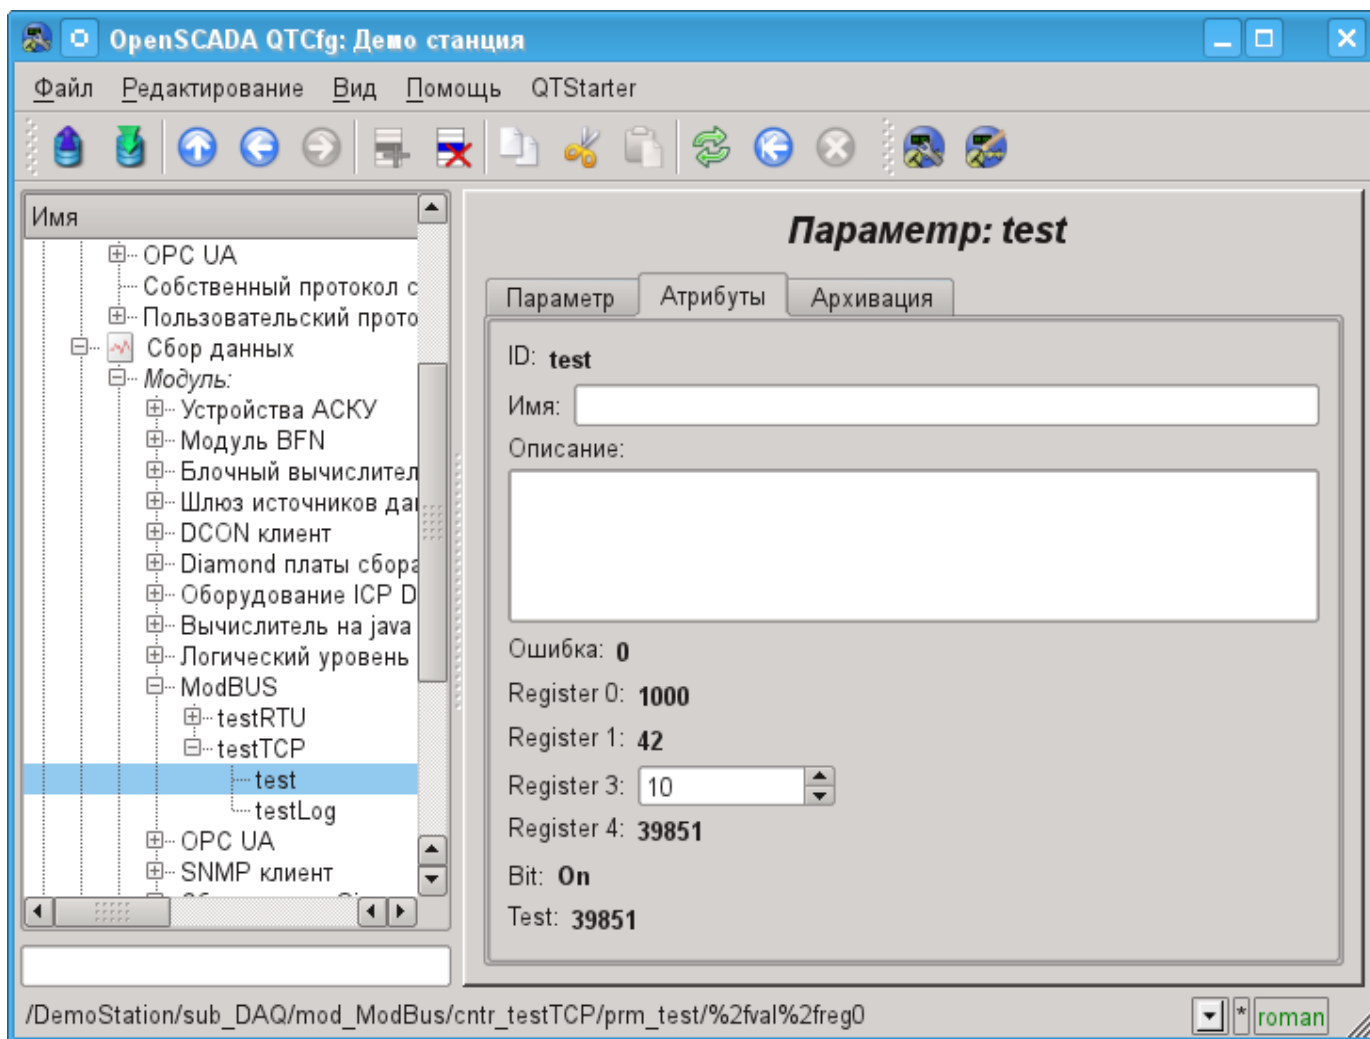 OpenSCADA QTCfg: Демо станция
Файл Редактирование Вид Помощь QTStarter
Имя
OPC UA
Собственный протокол с
Пользовательский прото
Сбор данных
Модуль:
Устройства АСКУ
Модуль BFN
Блочный вычислител
Шлюз источников
DCON клиент
Diamond платы сбора
Оборудование ICP D
Вычислитель на java
Логический уровень
ModBUS
testRTU
testTCP
test
testLog
OPC UA
SNMP клиент
Параметр: test
Параметр Атрибуты Архивация
ID: test
Имя:
Описание:
Ошибка: 0
Register 0: 1000
Register 1: 42
Register 3: 10
Register 4: 39851
Bit: On
Test: 39851
/DemoStation/sub_DAQ/mod_ModBus/cntr_testTCP/prm_test/%2fval%2freg0
* roman